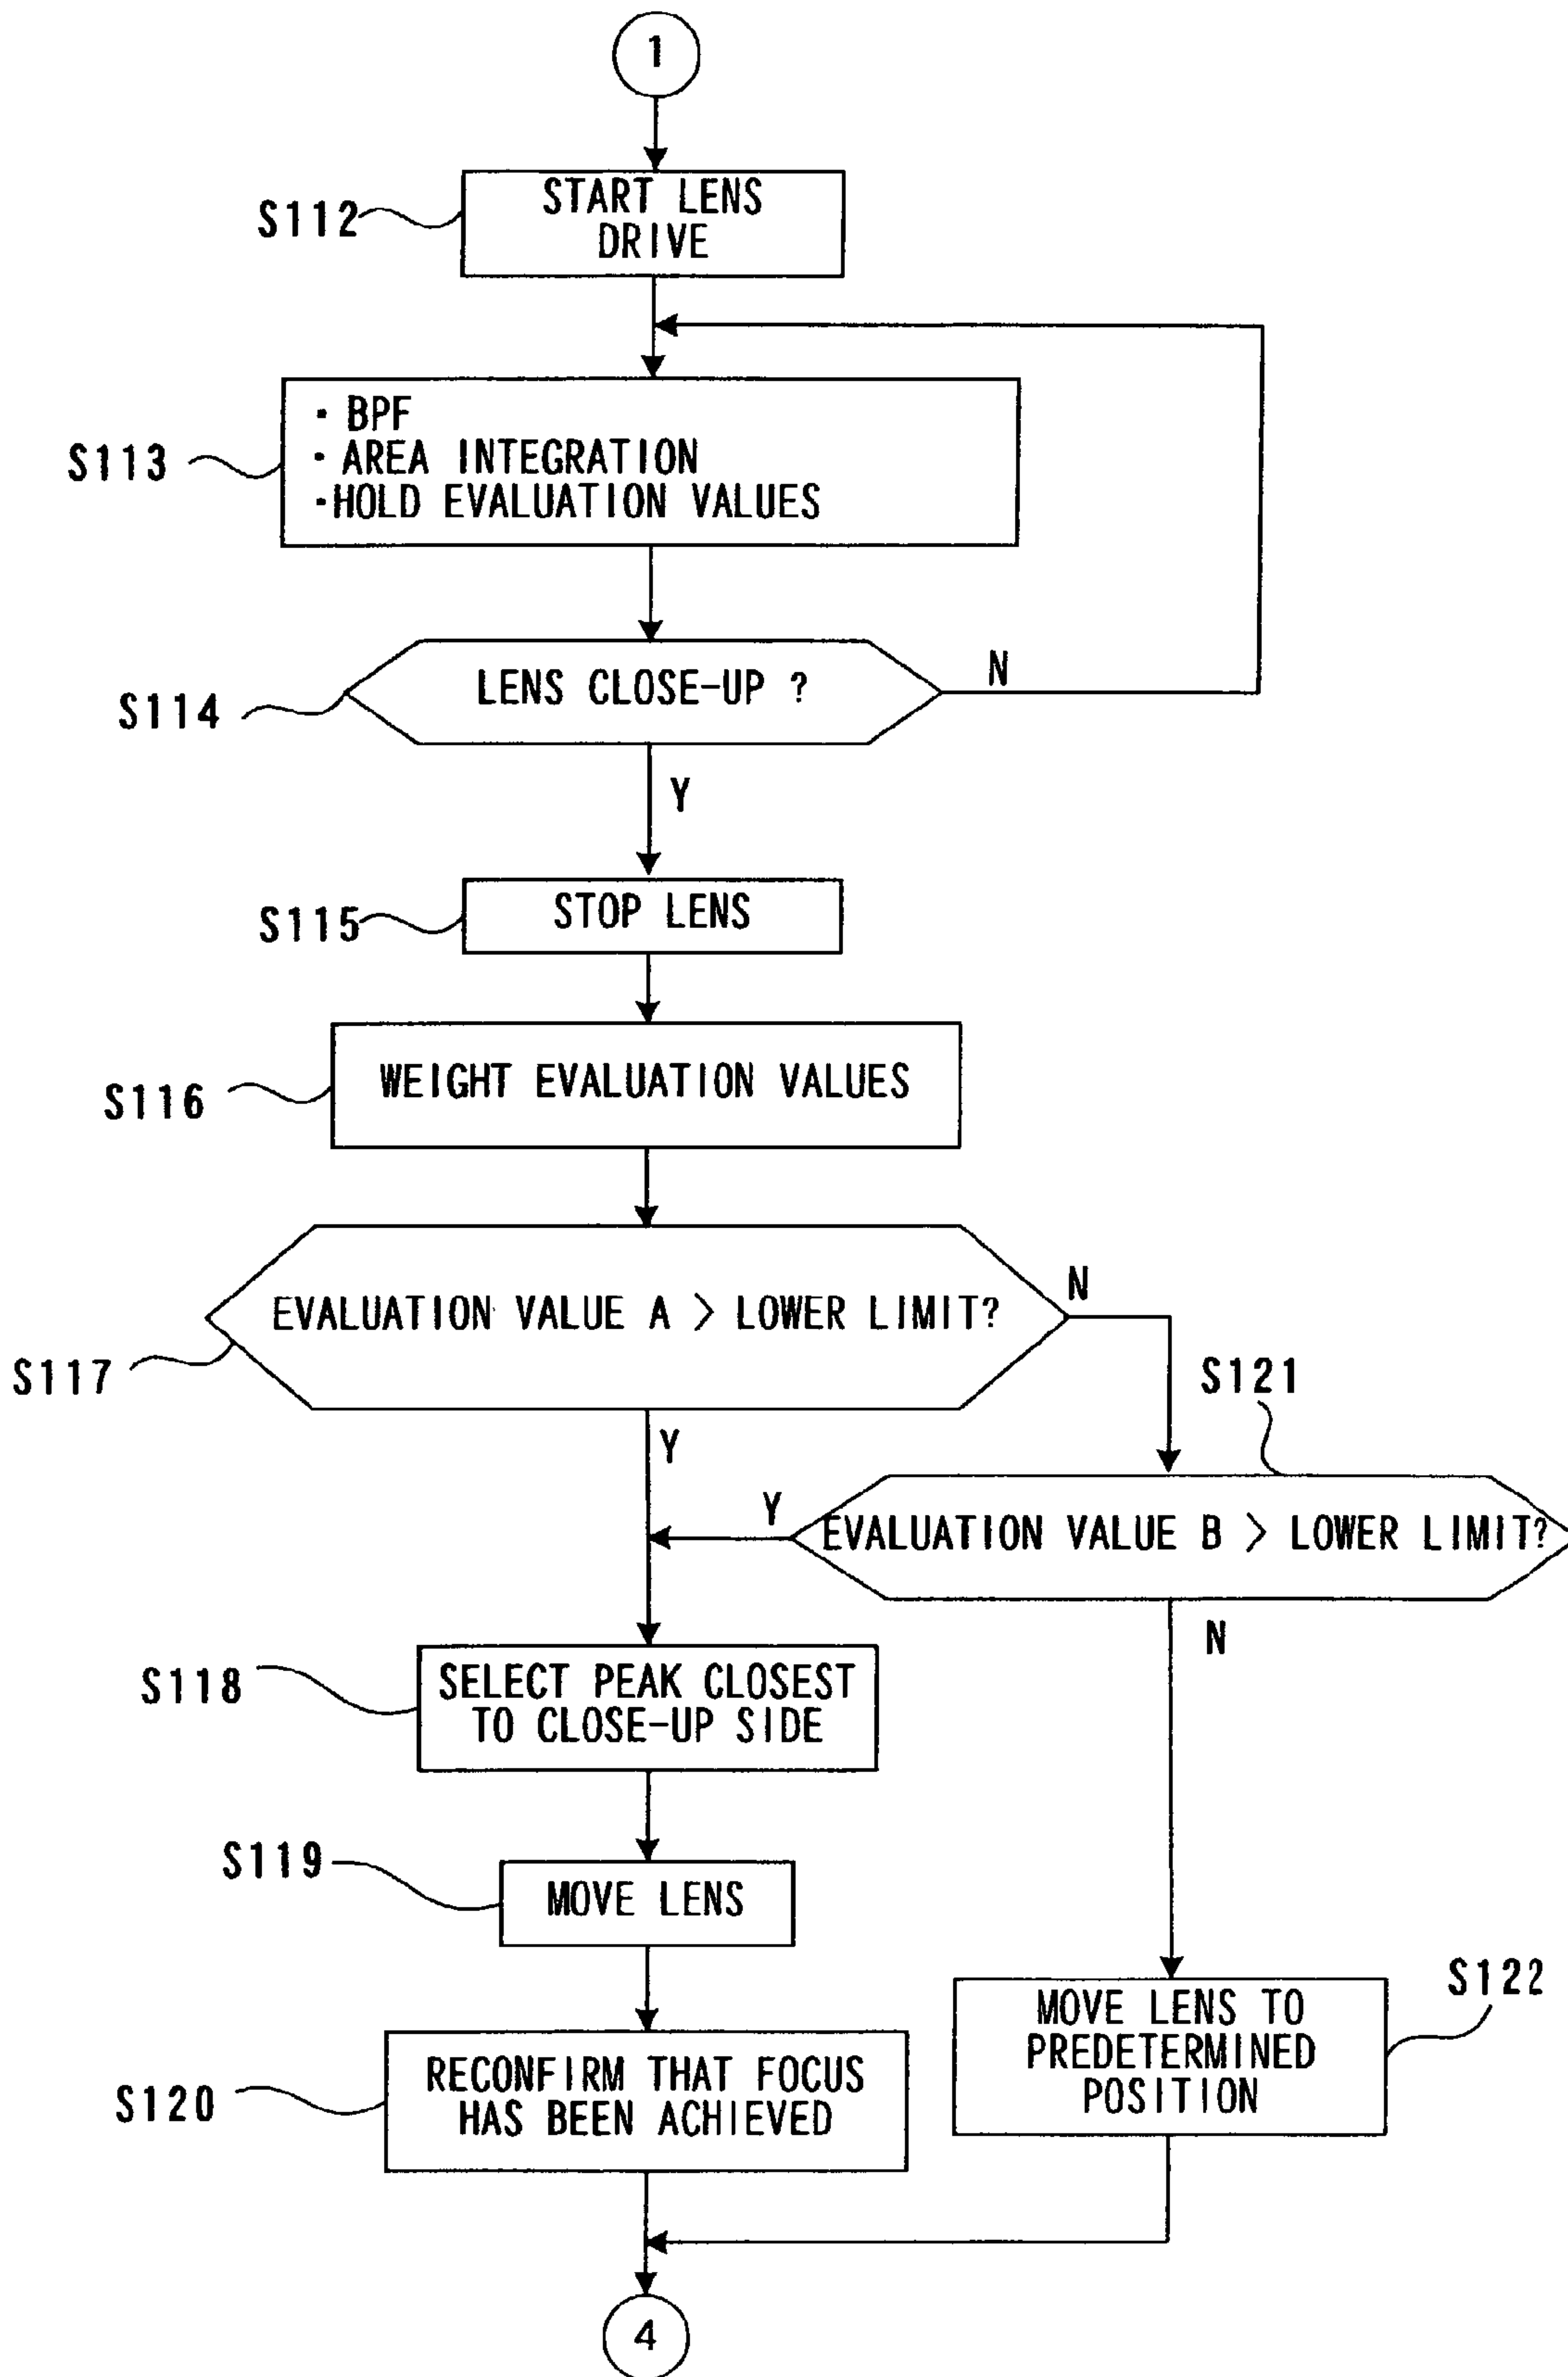 1
S112
START LENS
DRIVE
S113
· BPF
· AREA INTEGRATION
·HOLD EVALUATION VALUES
S114
LENS CLOSE-UP ?
N
Y
S115
STOP LENS
S116
WEIGHT EVALUATION VALUES
S117
EVALUATION VALUE A > LOWER LIMIT?
N
Y
S121
EVALUATION VALUE B > LOWER LIMIT?
Y
N
S118
SELECT PEAK CLOSEST
TO CLOSE-UP SIDE
S119
MOVE LENS
S122
MOVE LENS TO
PREDETERMINED
POSITION
S120
RECONFIRM THAT FOCUS
HAS BEEN ACHIEVED
4